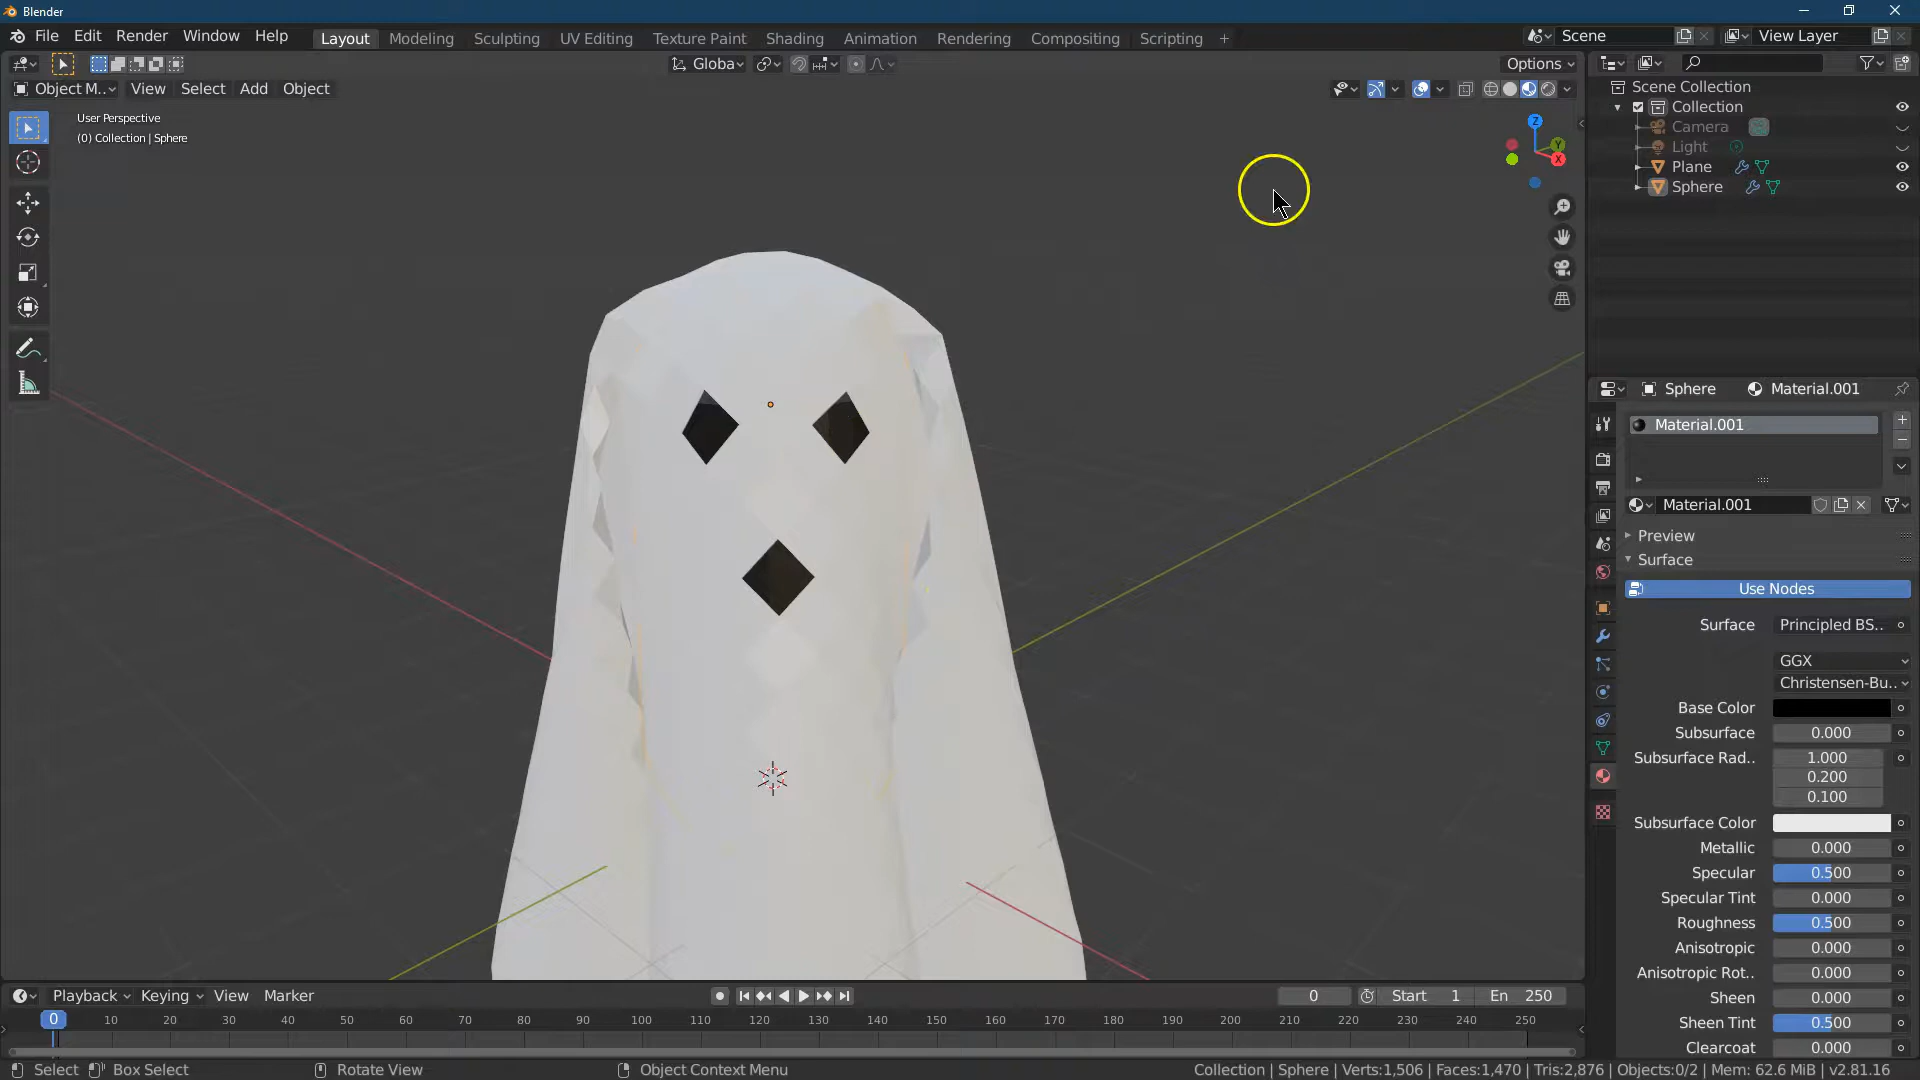 Blender
File Edit Render Window Help Layout Modeling Sculpting UV Editing Texture Paint Shading Animation Rendering Compositing Scripting + Scene View Layer
Globa Options
Object M.. View Select Add Object
User Perspective
(0) Collection | Sphere
Z
Y
X
Scene Collection
Collection
Camera
Light
Plane
Sphere
Sphere Material.001
Material.001
Material.001
Preview
Surface
Use Nodes
Surface Principled BS..
GGX
Christensen-Bu..
Base Color
Subsurface 0.000
Subsurface Rad.. 1.000
0.200
0.100
Subsurface Color
Metallic 0.000
Specular 0.500
Specular Tint 0.000
Roughness 0.500
Anisotropic 0.000
Anisotropic Rot.. 0.000
Sheen 0.000
Sheen Tint 0.500
Clearcoat 0.000
Playback Keying View Marker 0 Start 1 En 250
0 10 20 30 40 50 60 70 80 90 100 110 120 130 140 150 160 170 180 190 200 210 220 230 240 250
Select Box Select Rotate View Object Context Menu Collection | Sphere | Verts:1,506 | Faces:1,470 | Tris:2,876 | Objects:0/2 | Mem: 62.6 MiB | v2.81.16